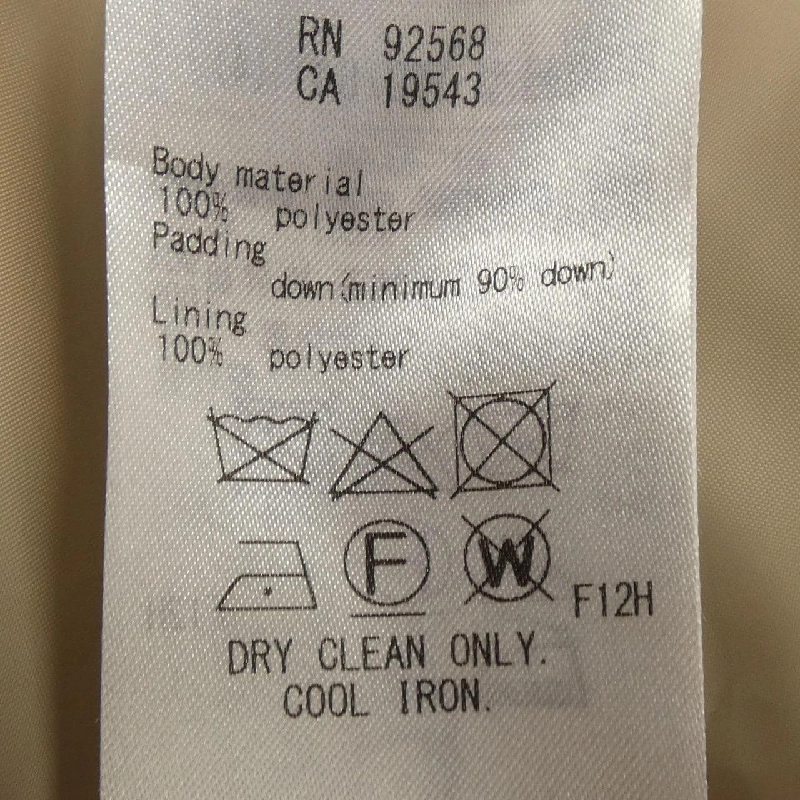 RN 92568
CA 19543
Body material
100% polyester
Padding
down(minimum 90% down)
Lining
100% polyester
F W F12H
DRY CLEAN ONLY.
COOL IRON.